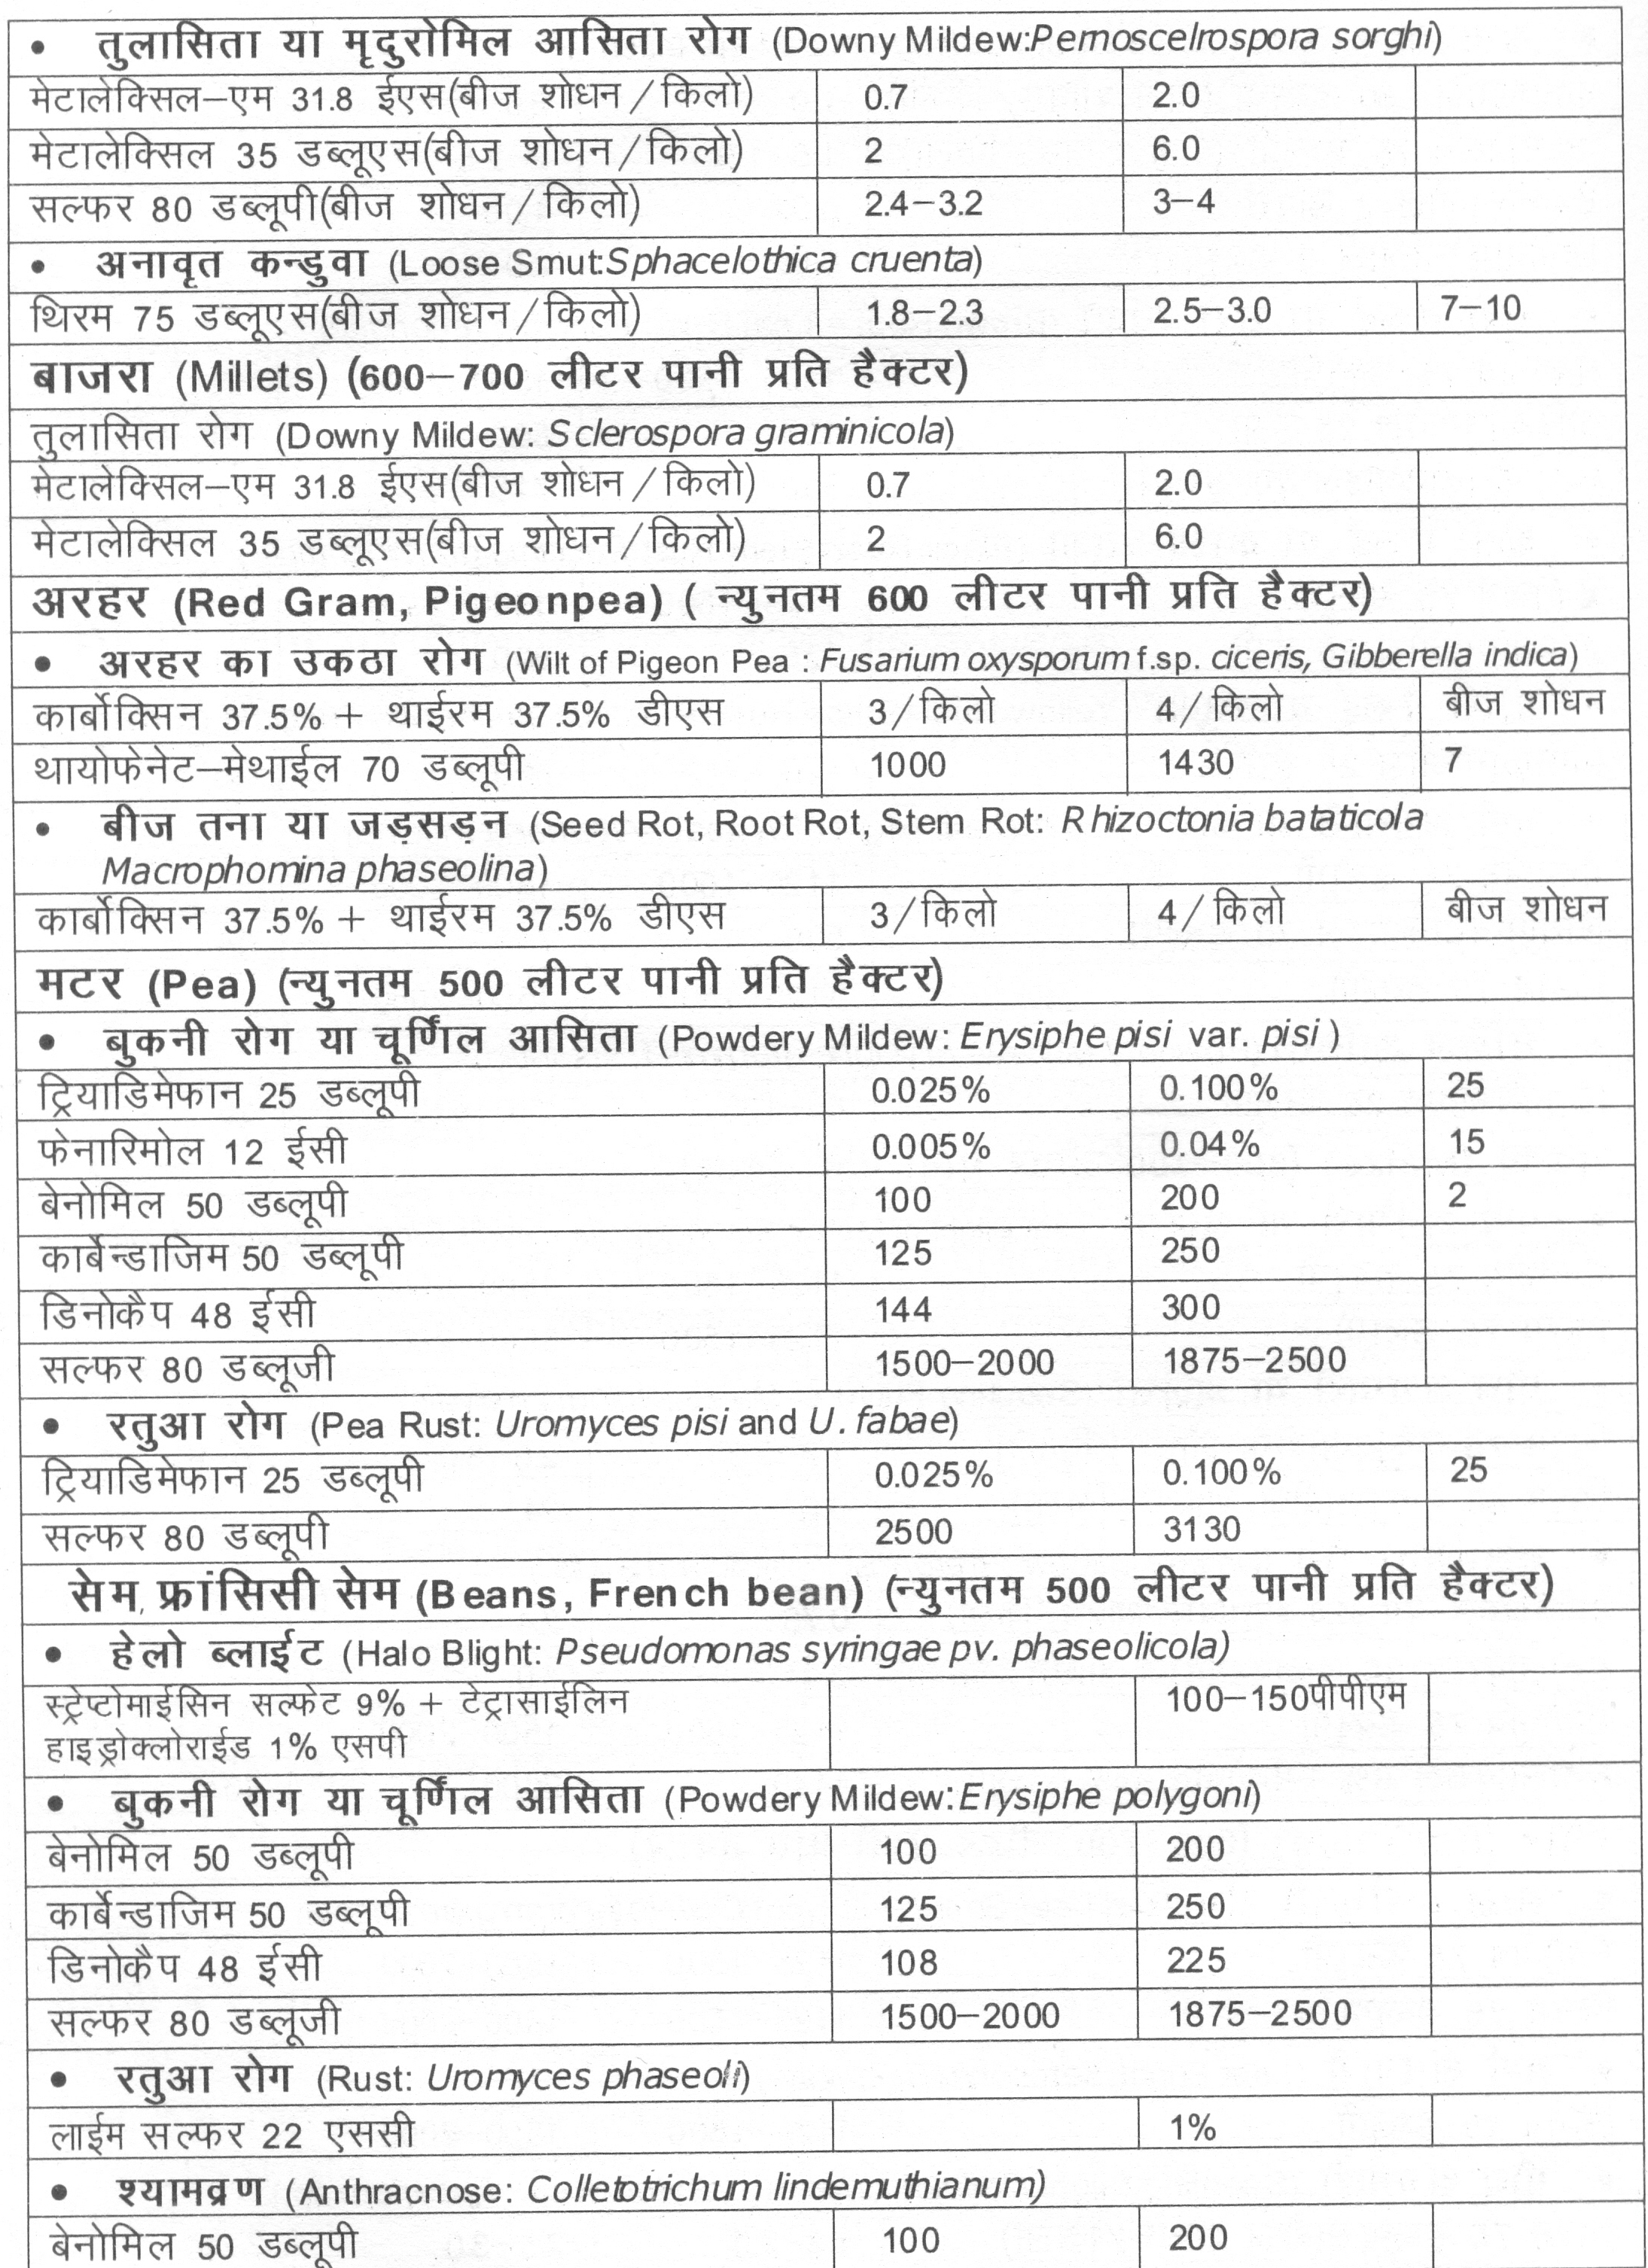 • तुलासिता या मृदुरोमिल आसिता रोग (Downy Mildew:Pernoscelrospora sorghi)
मेटालेक्सिल–एम 31.8 ईएस(बीज शोधन/किलो) 0.7 2.0
मेटालेक्सिल 35 डब्लूएस(बीज शोधन/किलो) 2 6.0
सल्फर 80 डब्लूपी(बीज शोधन/किलो) 2.4–3.2 3–4
• अनावृत कन्डुवा (Loose Smut:Sphacelothica cruenta)
थिरम 75 डब्लूएस(बीज शोधन/किलो) 1.8–2.3 2.5–3.0 7–10
बाजरा (Millets) (600–700 लीटर पानी प्रति हैक्टर)
तुलासिता रोग (Downy Mildew: Sclerospora graminicola)
मेटालेक्सिल–एम 31.8 ईएस(बीज शोधन/किलो) 0.7 2.0
मेटालेक्सिल 35 डब्लूएस(बीज शोधन/किलो) 2 6.0
अरहर (Red Gram, Pigeonpea) ( न्युनतम 600 लीटर पानी प्रति हैक्टर)
• अरहर का उकठा रोग (Wilt of Pigeon Pea : Fusarium oxysporum f.sp. ciceris, Gibberella indica)
कार्बोक्सिन 37.5% + थाईरम 37.5% डीएस 3/किलो 4/किलो बीज शोधन
थायोफेनेट–मेथाईल 70 डब्लूपी 1000 1430 7
• बीज तना या जड़सड़न (Seed Rot, Root Rot, Stem Rot: Rhizoctonia bataticola
Macrophomina phaseolina)
कार्बोक्सिन 37.5% + थाईरम 37.5% डीएस 3/किलो 4/किलो बीज शोधन
मटर (Pea) (न्युनतम 500 लीटर पानी प्रति हैक्टर)
• बुकनी रोग या चूर्णिल आसिता (Powdery Mildew: Erysiphe pisi var. pisi )
ट्रियाडिमेफान 25 डब्लूपी 0.025% 0.100% 25
फेनारिमोल 12 ईसी 0.005% 0.04% 15
बेनोमिल 50 डब्लूपी 100 200 2
कार्बेन्डाजिम 50 डब्लूपी 125 250
डिनोकैप 48 ईसी 144 300
सल्फर 80 डब्लूजी 1500–2000 1875–2500
• रतुआ रोग (Pea Rust: Uromyces pisi and U. fabae)
ट्रियाडिमेफान 25 डब्लूपी 0.025% 0.100% 25
सल्फर 80 डब्लूपी 2500 3130
सेम, फ्रांसिसी सेम (Beans, French bean) (न्युनतम 500 लीटर पानी प्रति हैक्टर)
• हेलो ब्लाईट (Halo Blight: Pseudomonas syringae pv. phaseolicola)
स्ट्रेप्टोमाईसिन सल्फेट 9% + टेट्रासाईलिन 100–150पीपीएम
हाइड्रोक्लोराईड 1% एसपी
• बुकनी रोग या चूर्णिल आसिता (Powdery Mildew:Erysiphe polygoni)
बेनोमिल 50 डब्लूपी 100 200
कार्बेन्डाजिम 50 डब्लूपी 125 250
डिनोकैप 48 ईसी 108 225
सल्फर 80 डब्लूजी 1500–2000 1875–2500
• रतुआ रोग (Rust: Uromyces phaseoli)
लाईम सल्फर 22 एससी 1%
• श्यामव्रण (Anthracnose: Colletotrichum lindemuthianum)
बेनोमिल 50 डब्लूपी 100 200